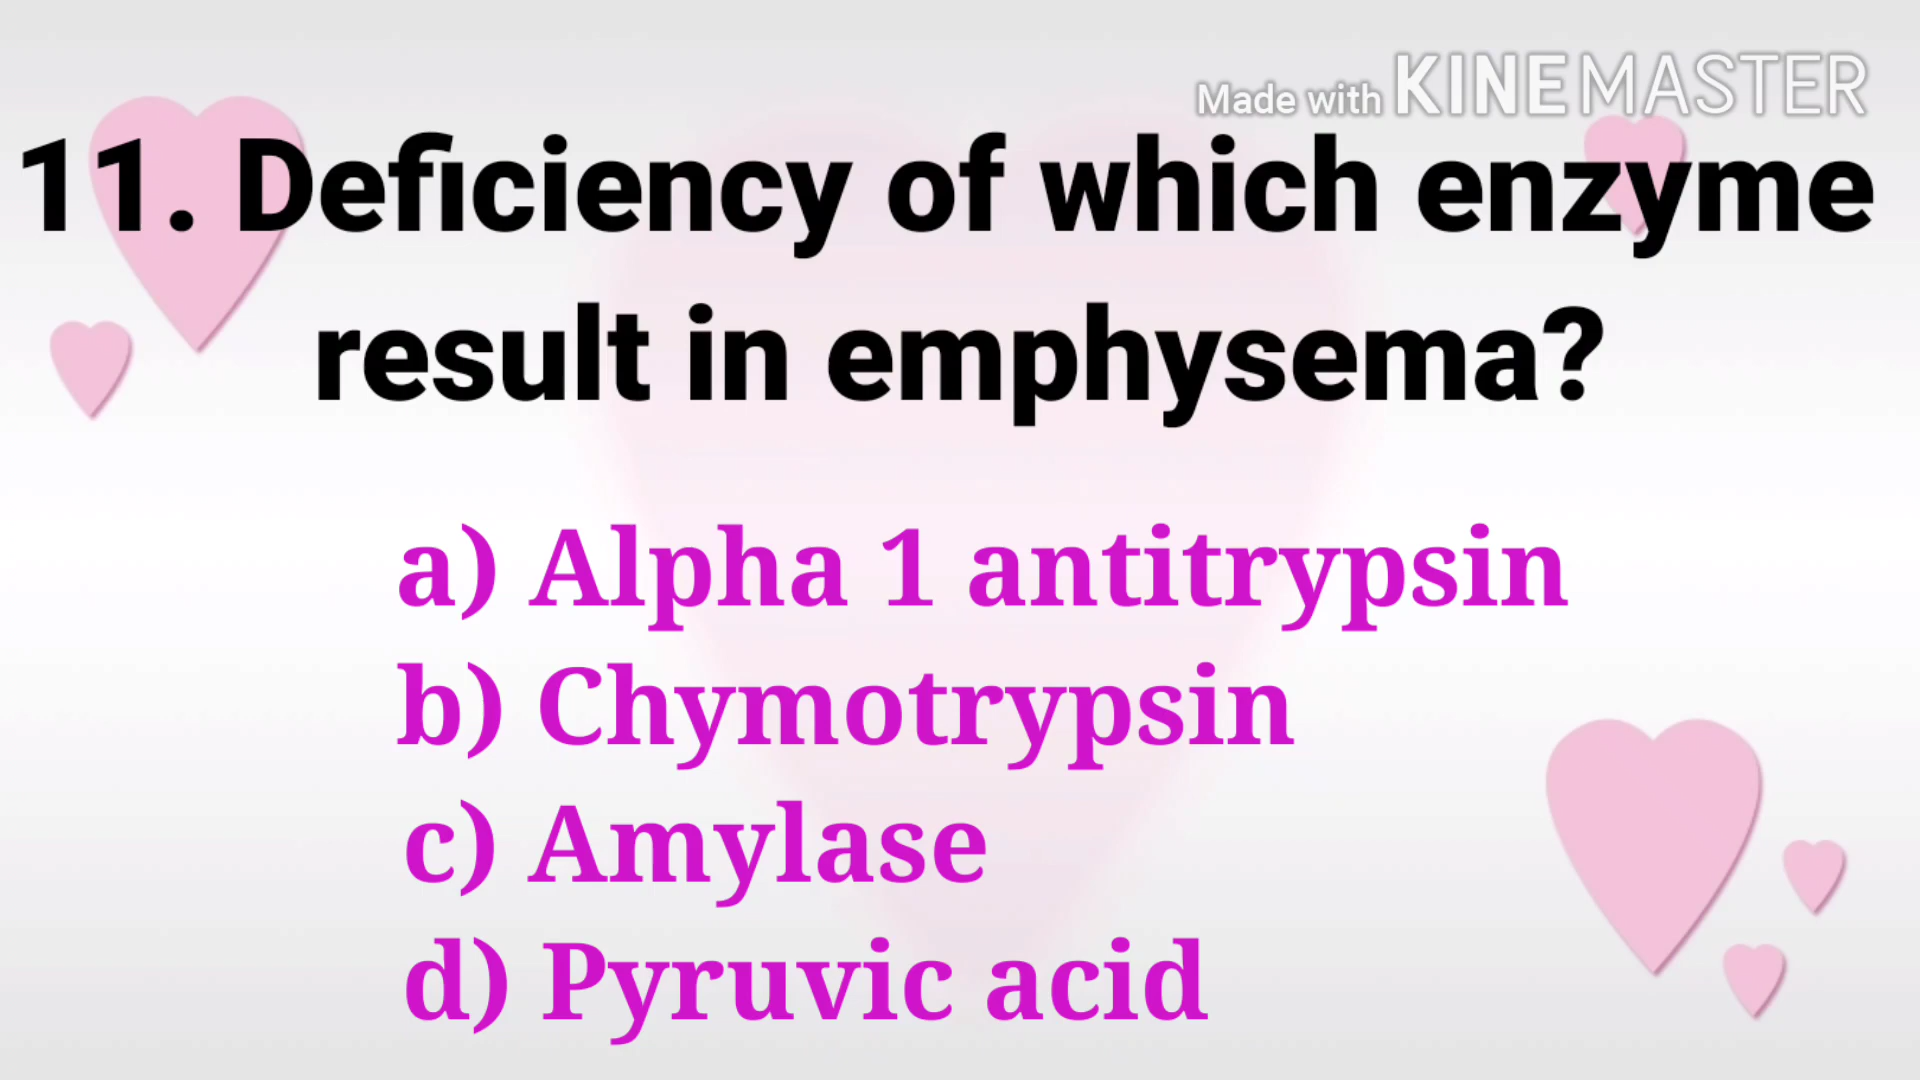 Made with KINEMASTER
11. Deficiency of which enzyme
result in emphysema?
a) Alpha 1 antitrypsin
b) Chymotrypsin
c) Amylase
d) Pyruvic acid